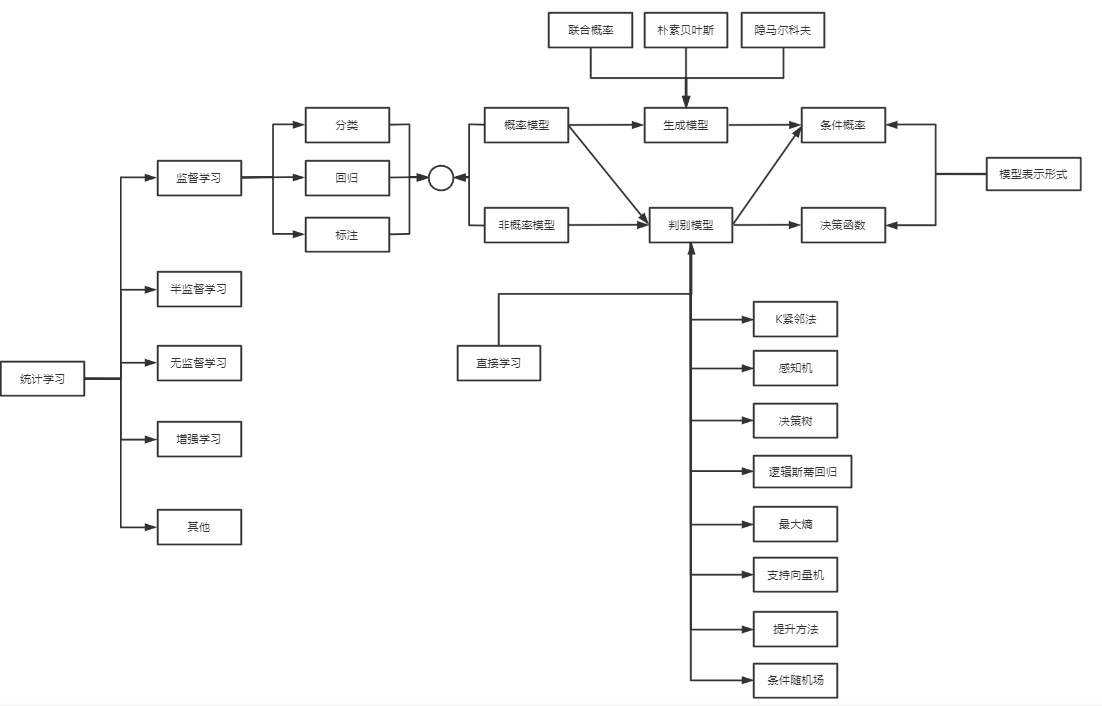 联合概率
朴素贝叶斯
隐马尔科夫
分类
概率模型
生成模型
条件概率
监督学习
回归
模型表示形式
标注
非概率模型
判别模型
决策函数
半监督学习
K紧邻法
无监督学习
直接学习
感知机
统计学习
决策树
增强学习
逻辑斯蒂回归
其他
最大熵
支持向量机
提升方法
条件随机场